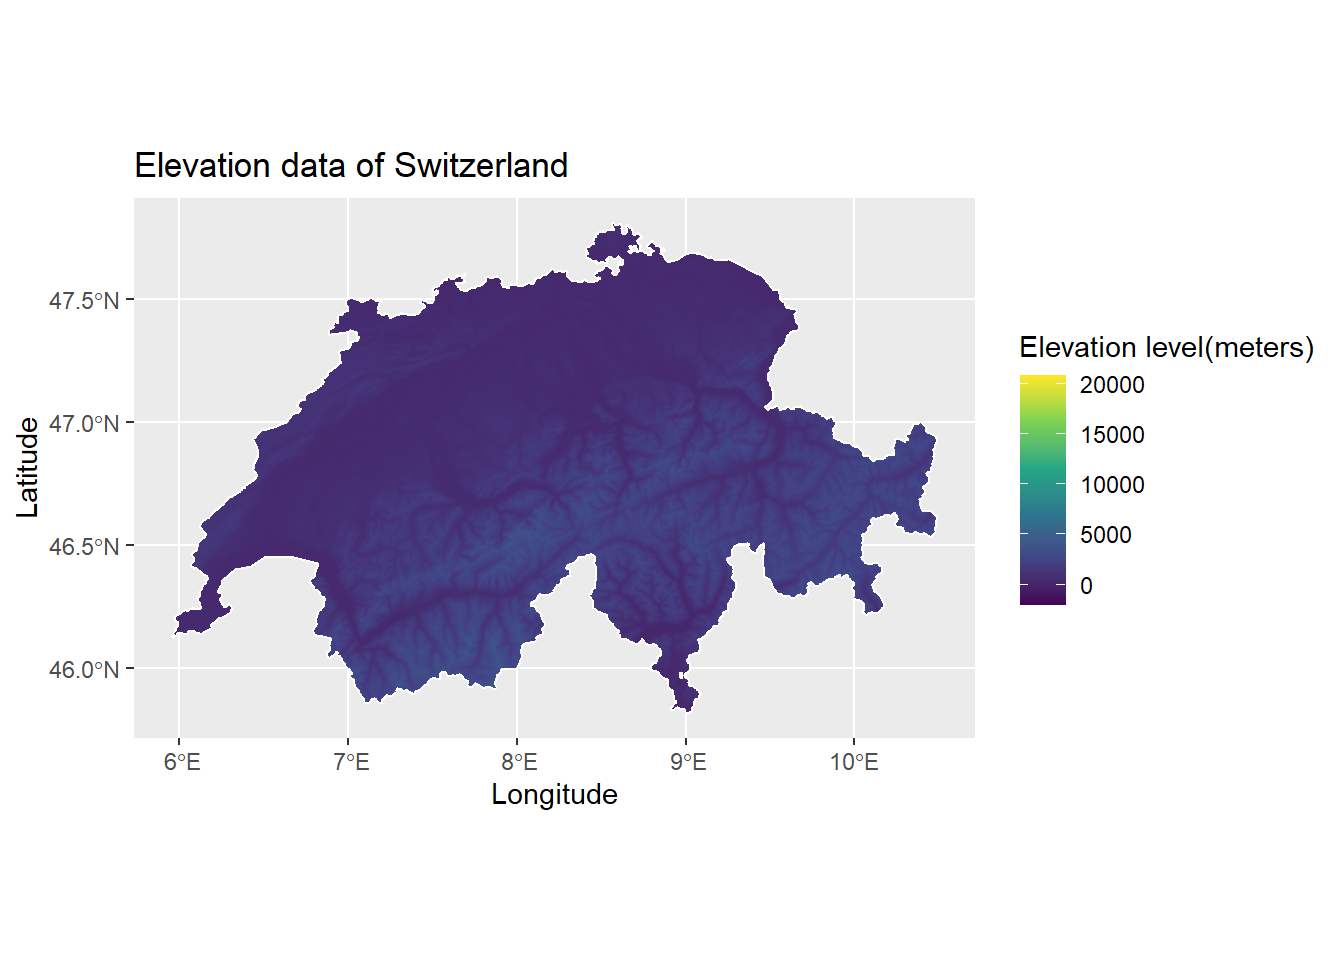 Elevation data of Switzerland
47.5°N
47.0°N
46.5°N
46.0°N
Latitude
6°E 7°E 8°E 9°E 10°E
Longitude
Elevation level(meters)
20000
15000
10000
5000
0